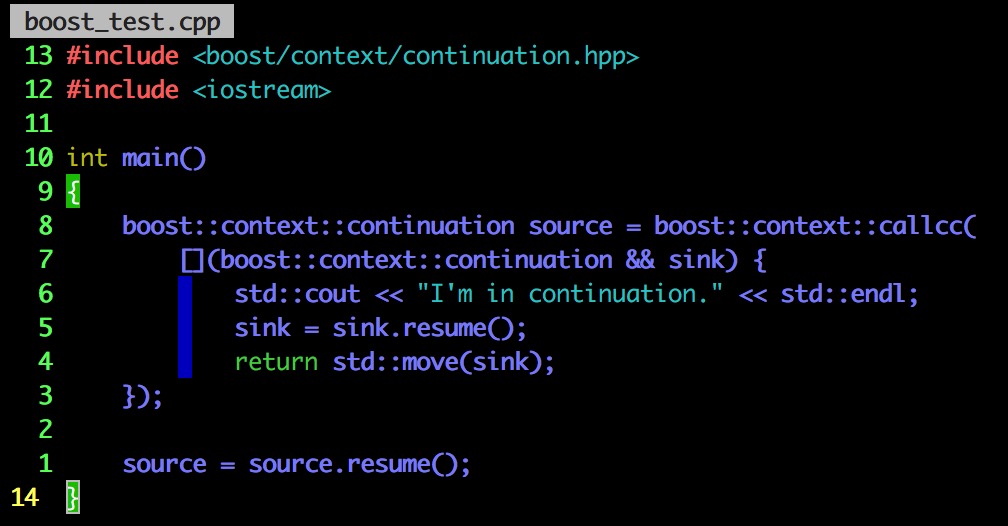 boost_test.cpp
13 #include <boost/context/continuation.hpp>
12 #include <iostream>
11
10 int main()
9 {
8     boost::context::continuation source = boost::context::callcc(
7         [](boost::context::continuation && sink) {
6             std::cout << "I'm in continuation." << std::endl;
5             sink = sink.resume();
4             return std::move(sink);
3     });
2
1     source = source.resume();
14 }